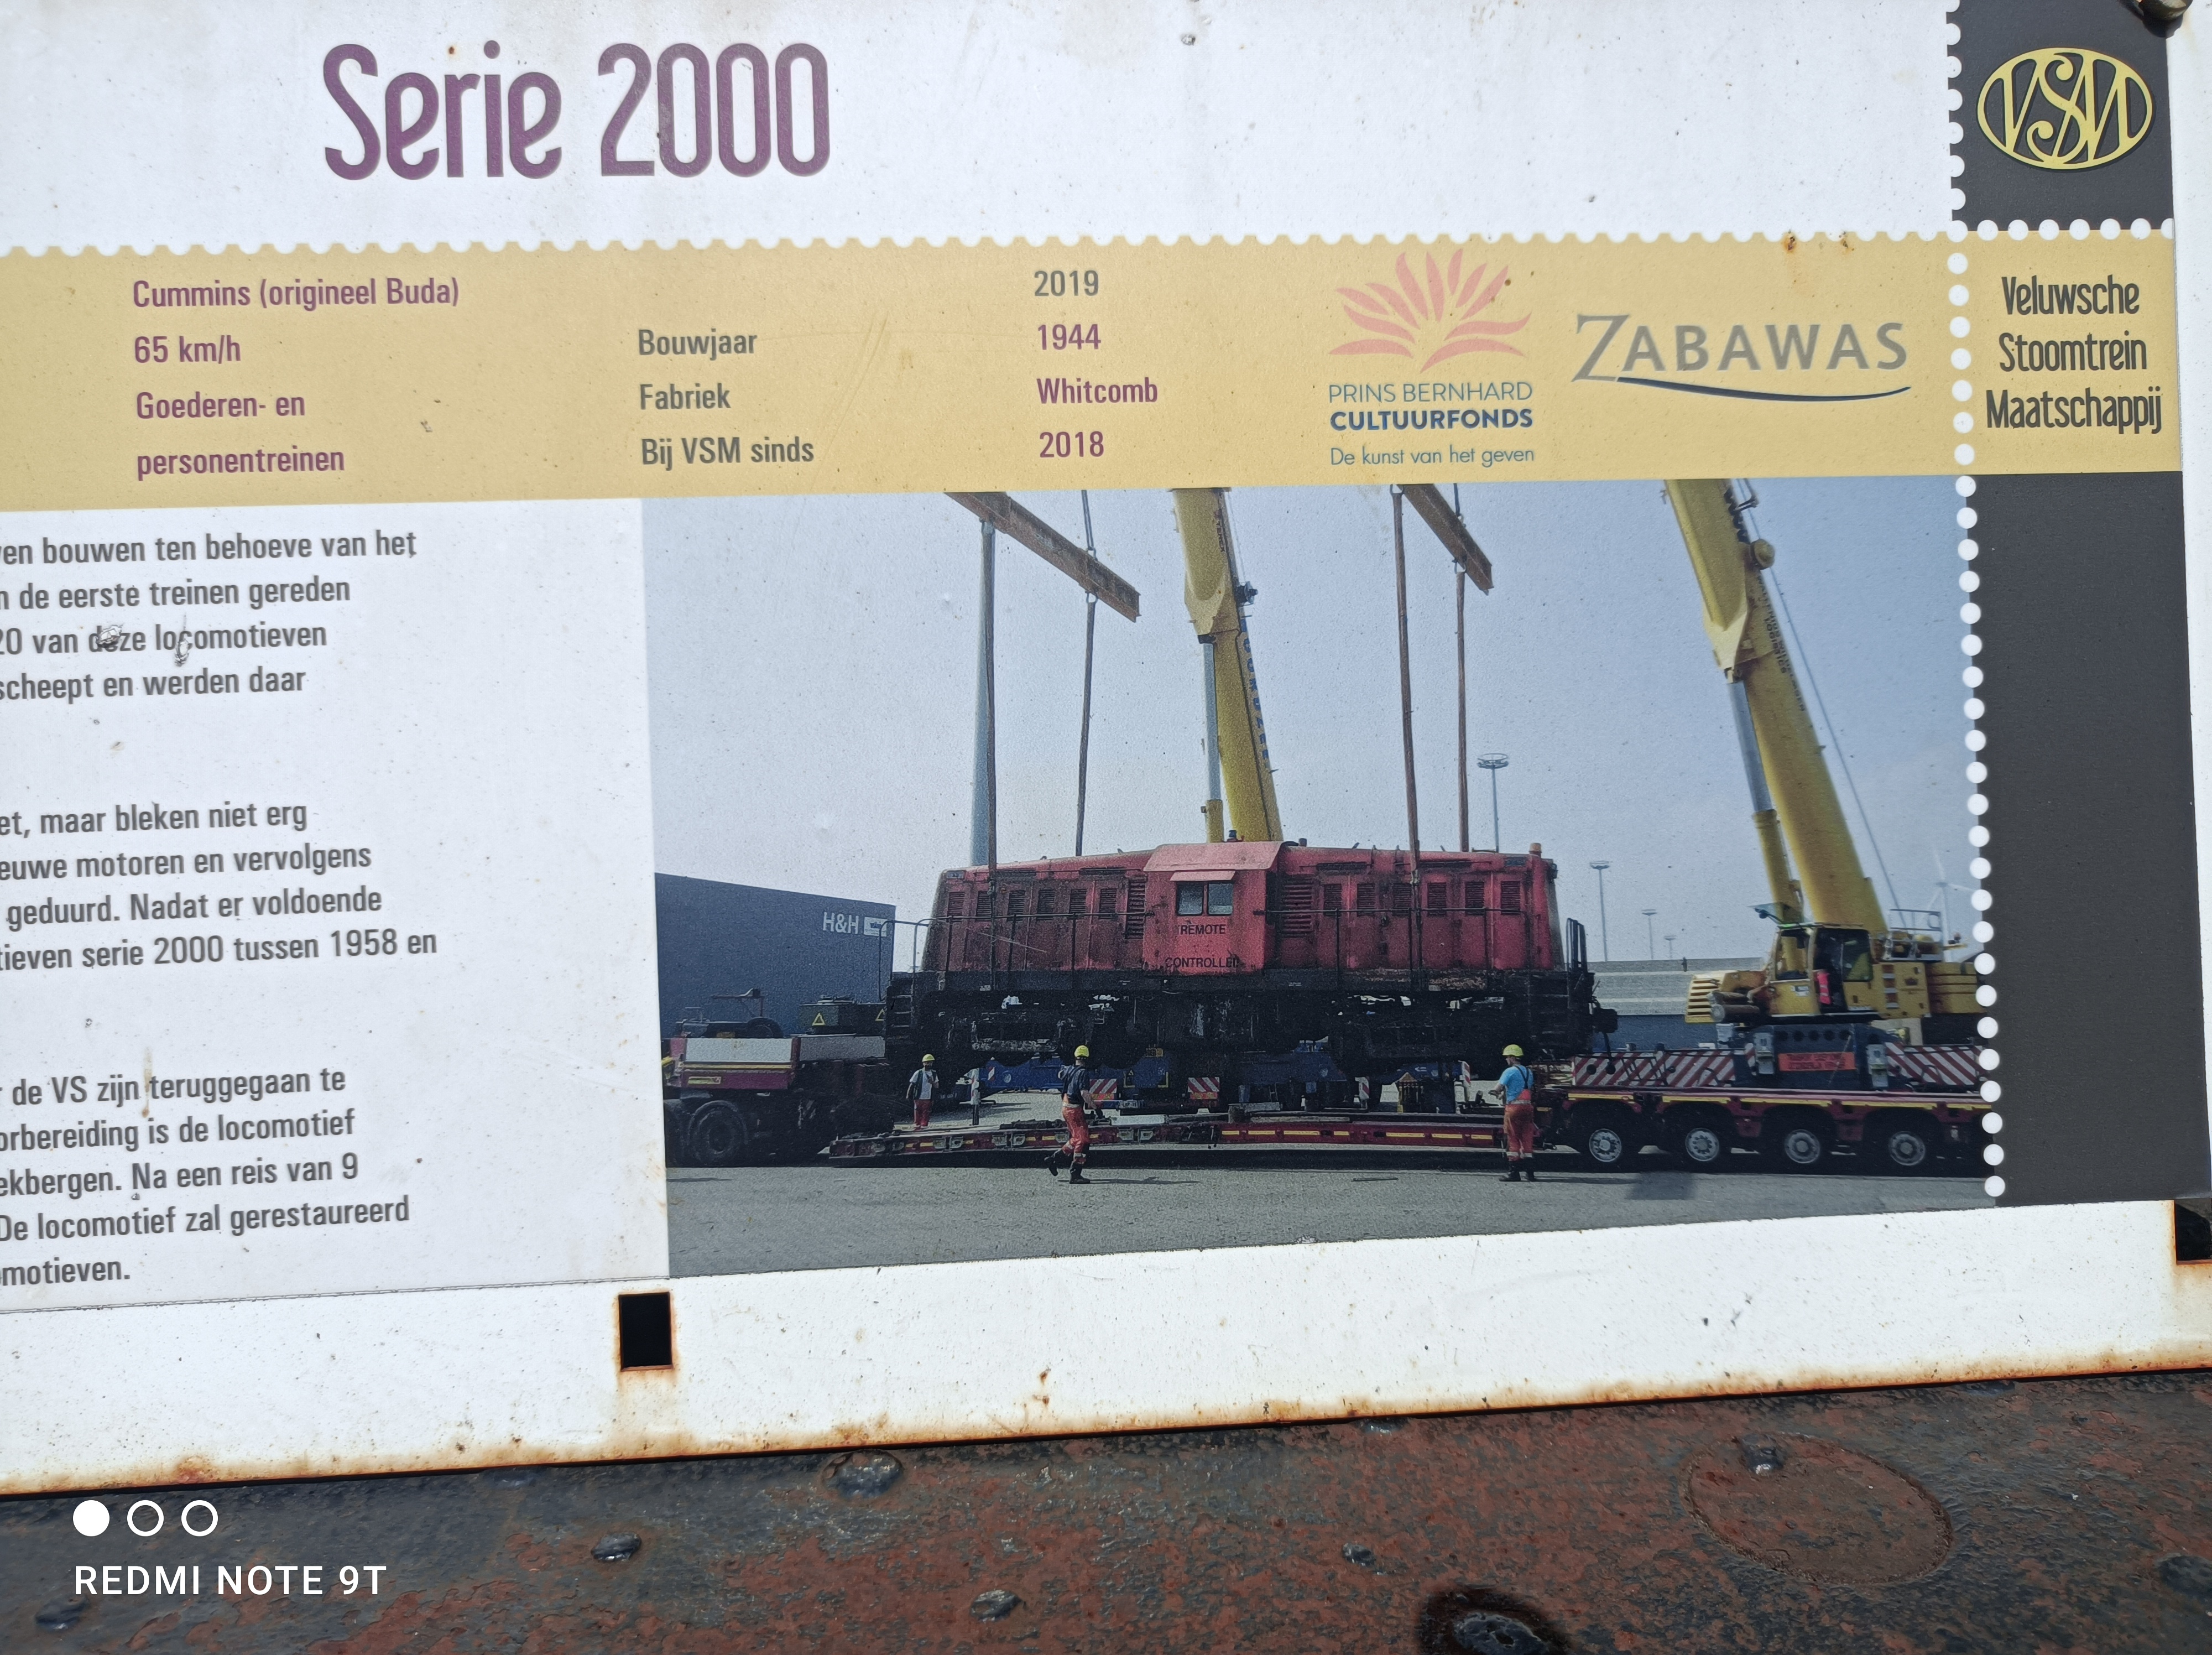 Serie 2000
VSM
Cummins (origineel Buda)
65 km/h
Goederen- en
personentreinen
2019
Bouwjaar 1944
Fabriek Whitcomb
Bij VSM sinds 2018
PRINS BERNHARD
CULTUURFONDS
De kunst van het geven
ZABAWAS
Veluwsche
Stoomtrein
Maatschappij
ven bouwen ten behoeve van het
n de eerste treinen gereden
20 van deze locomotieven
scheept en werden daar
et, maar bleken niet erg
euwe motoren en vervolgens
geduurd. Nadat er voldoende
tieven serie 2000 tussen 1958 en
r de VS zijn teruggegaan te
orbereiding is de locomotief
ekbergen. Na een reis van 9
De locomotief zal gerestaureerd
motieven.
H&H
REMOTE
CONTROLLED
REDMI NOTE 9T